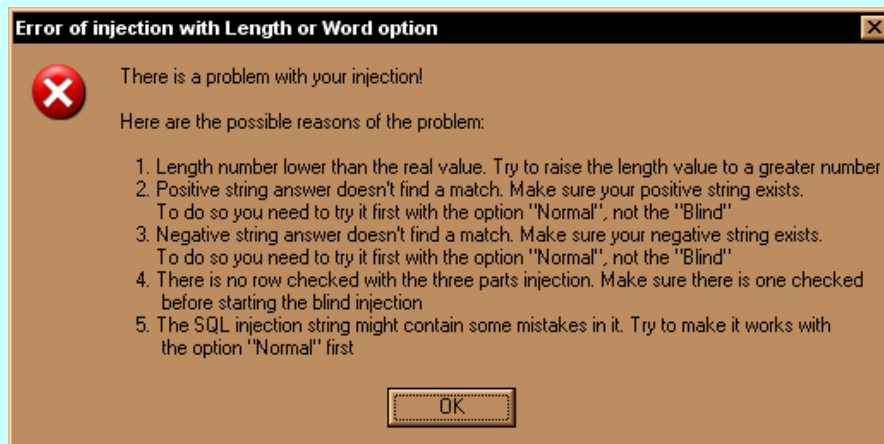 Error of injection with Length or Word option
There is a problem with your injection!
Here are the possible reasons of the problem:
1. Length number lower than the real value. Try to raise the length value to a greater number
2. Positive string answer doesn't find a match. Make sure your positive string exists.
To do so you need to try it first with the option "Normal", not the "Blind"
3. Negative string answer doesn't find a match. Make sure your negative string exists.
To do so you need to try it first with the option "Normal", not the "Blind"
4. There is no row checked with the three parts injection. Make sure there is one checked
before starting the blind injection
5. The SQL injection string might contain some mistakes in it. Try to make it works with
the option "Normal" first
OK